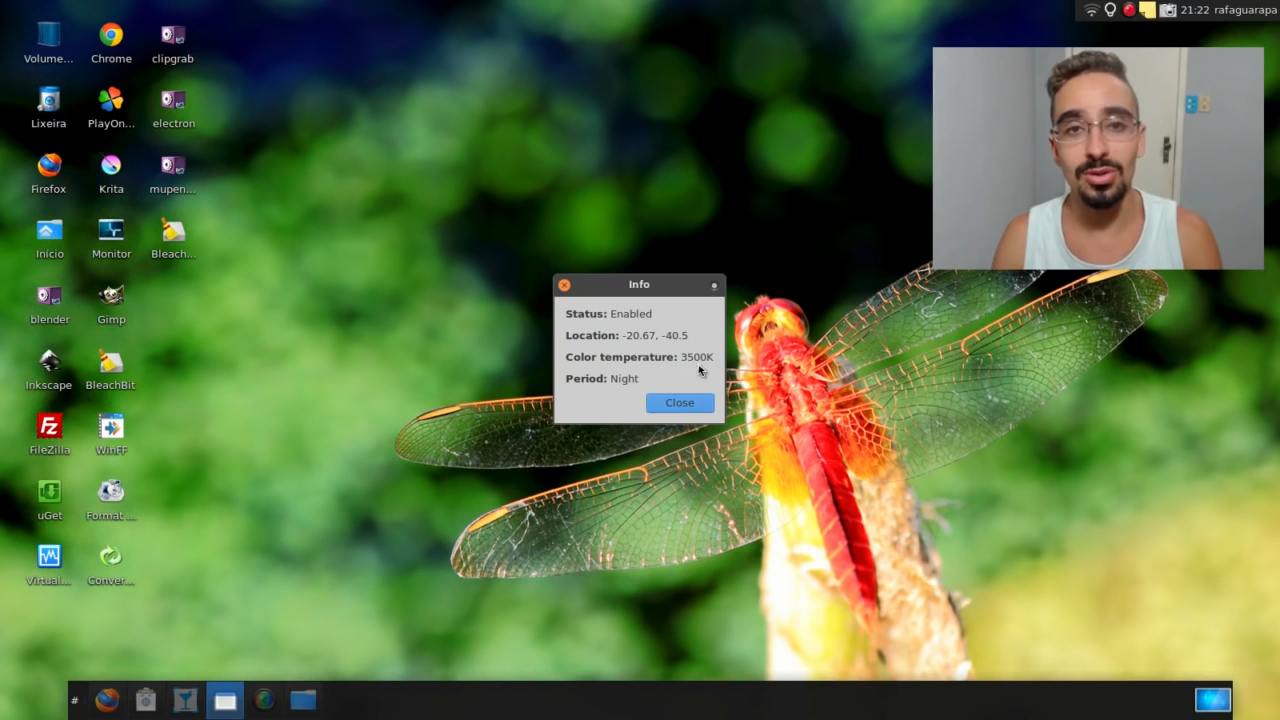 21:22 rafaguarapa
Volume...
Chrome
clipgrab
Lixeira
PlayOn...
electron
Firefox
Krita
mupen...
Início
Monitor
Bleach...
blender
Gimp
Inkscape
BleachBit
FileZilla
WinFF
uGet
Format ...
Virtual...
Conver...
Info
Status: Enabled
Location: -20.67, -40.5
Color temperature: 3500K
Period: Night
Close
#